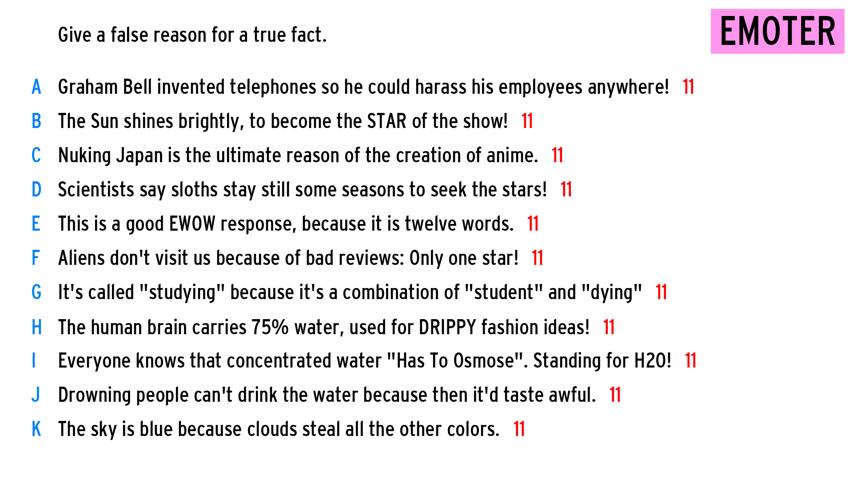 Give a false reason for a true fact.
EMOTER
A Graham Bell invented telephones so he could harass his employees anywhere! 11
B The Sun shines brightly, to become the STAR of the show! 11
C Nuking Japan is the ultimate reason of the creation of anime. 11
D Scientists say sloths stay still some seasons to seek the stars! 11
E This is a good EWOW response, because it is twelve words. 11
F Aliens don't visit us because of bad reviews: Only one star! 11
G It's called "studying" because it's a combination of "student" and "dying" 11
H The human brain carries 75% water, used for DRIPPY fashion ideas! 11
I Everyone knows that concentrated water "Has To Osmose". Standing for H2O! 11
J Drowning people can't drink the water because then it'd taste awful. 11
K The sky is blue because clouds steal all the other colors. 11